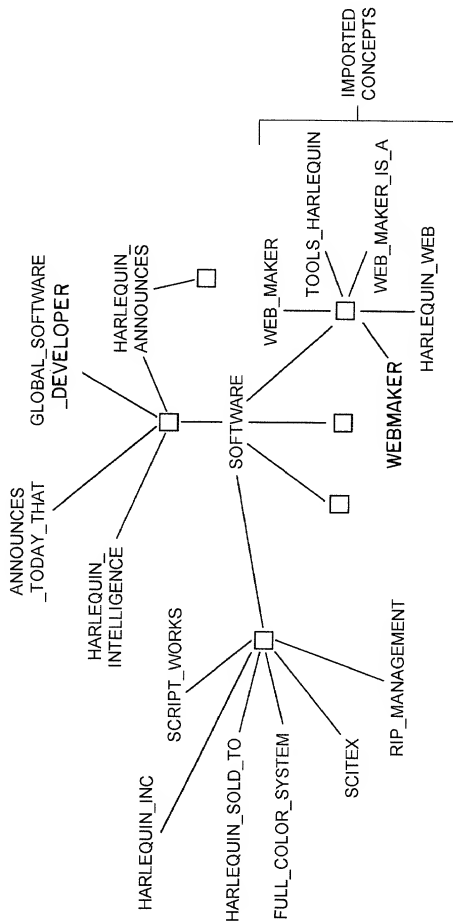 ANNOUNCES
_TODAY_THAT
GLOBAL_SOFTWARE
_DEVELOPER
HARLEQUIN_
INTELLIGENCE
HARLEQUIN_
ANNOUNCES
SCRIPT_WORKS
HARLEQUIN_INC
SOFTWARE
HARLEQUIN_SOLD_TO
FULL_COLOR_SYSTEM
SCITEX
RIP_MANAGEMENT
WEB_MAKER
TOOLS_HARLEQUIN
WEB_MAKER_IS_A
HARLEQUIN_WEB
WEBMAKER
IMPORTED
CONCEPTS